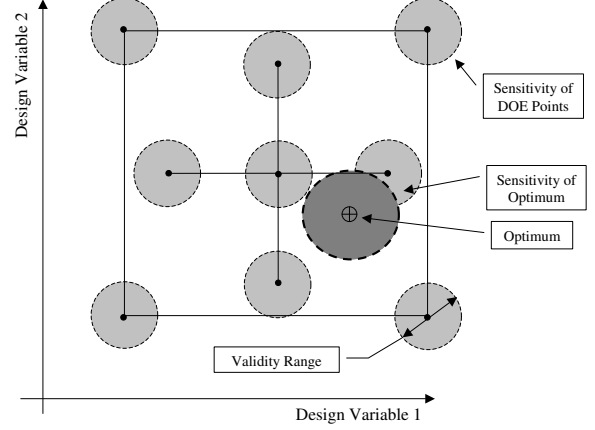 Design Variable 2
Sensitivity of
DOE Points
Sensitivity of
Optimum
Optimum
Validity Range
Design Variable 1